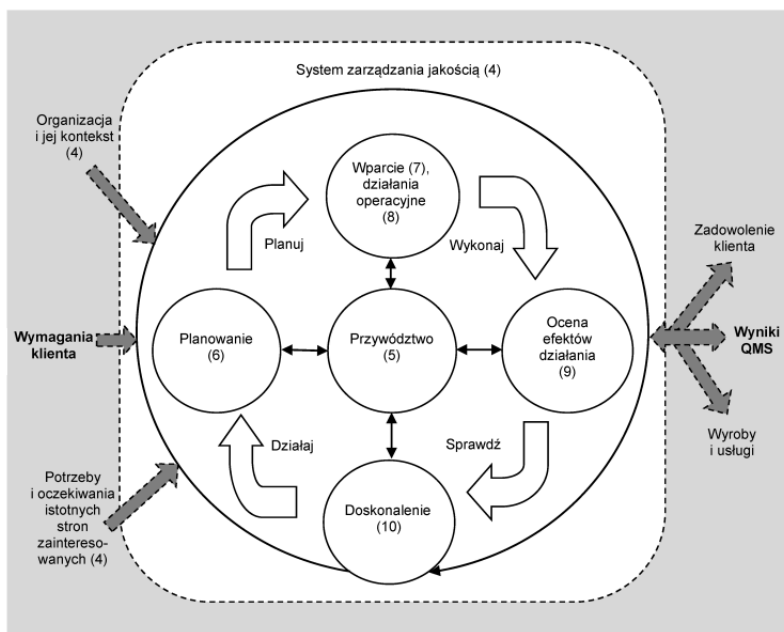 System zarządzania jakością (4)
Organizacja
i jej kontekst
(4)
Wparcie (7),
działania
operacyjne
(8)
Planuj
Wykonaj
Zadowolenie
klienta
Wymagania
klienta
Planowanie
(6)
Przywództwo
(5)
Ocena
efektów
działania
(9)
Wyniki
QMS
Działaj
Sprawdź
Wyroby
i usługi
Potrzeby
i oczekiwania
istotnych
stron
zaintereso-
wanych (4)
Doskonalenie
(10)